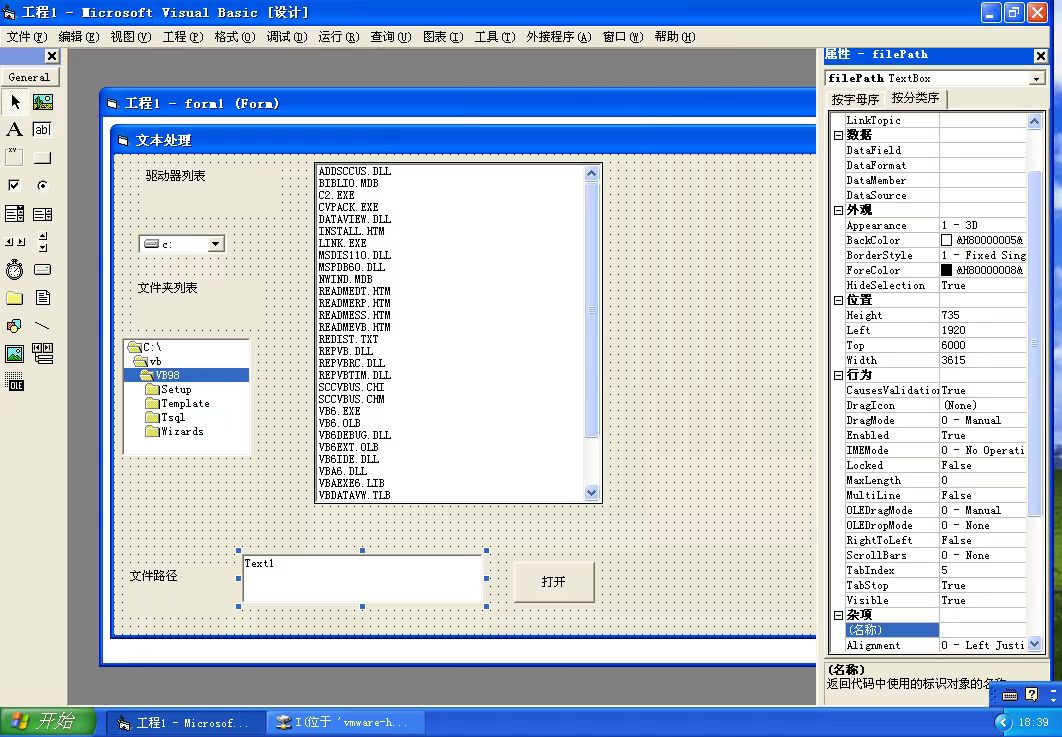 工程1 - Microsoft Visual Basic [设计]
文件(F) 编辑(E) 视图(V) 工程(P) 格式(O) 调试(D) 运行(R) 查询(U) 图表(I) 工具(T) 外接程序(A) 窗口(W) 帮助(H)
General
A
ab|
XY
OLE
工程1 - form1 (Form)
文本处理
驱动器列表
c:
文件夹列表
C:\
vb
VB98
Setup
Template
Tsql
Wizards
ADDSCCUS.DLL
BIBLIO.MDB
C2.EXE
CVPACK.EXE
DATAVIEW.DLL
INSTALL.HTM
LINK.EXE
MSDIS110.DLL
MSPDB60.DLL
NWIND.MDB
READMEDT.HTM
READMERP.HTM
READMESS.HTM
READMEVB.HTM
REDIST.TXT
REPVB.DLL
REPVBRC.DLL
REPVBTIM.DLL
SCCVBUS.CHI
SCCVBUS.CHM
VB6.EXE
VB6.OLB
VB6DEBUG.DLL
VB6EXT.OLB
VB6IDE.DLL
VBA6.DLL
VBAEXE6.LIB
VBDATAVW.TLB
文件路径
Text1
打开
属性 - filePath
filePath TextBox
按字母序 按分类序
LinkTopic
数据
DataField
DataFormat
DataMember
DataSource
外观
Appearance 1 - 3D
BackColor &H80000005&
BorderStyle 1 - Fixed Sing
ForeColor &H80000008&
HideSelection True
位置
Height 735
Left 1920
Top 6000
Width 3615
行为
CausesValidation True
DragIcon (None)
DragMode 0 - Manual
Enabled True
IMEMode 0 - No Operati
Locked False
MaxLength 0
MultiLine False
OLEDragMode 0 - Manual
OLEDropMode 0 - None
RightToLeft False
ScrollBars 0 - None
TabIndex 5
TabStop True
Visible True
杂项
(名称)
Alignment 0 - Left Justi
(名称)
返回代码中使用的标识对象的名称
开始
工程1 - Microsof...
I(位于 'vmware-h...
18:39